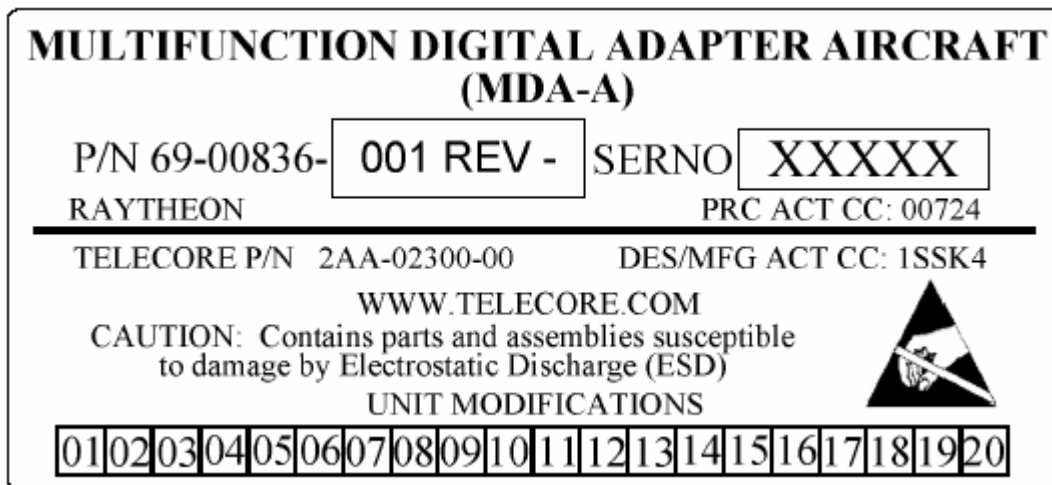 MULTIFUNCTION DIGITAL ADAPTER AIRCRAFT
(MDA-A)
P/N 69-00836- 001 REV - SERNO XXXXX
RAYTHEON PRC ACT CC: 00724
TELECORE P/N 2AA-02300-00 DES/MFG ACT CC: 1SSK4
WWW.TELECORE.COM
CAUTION: Contains parts and assemblies susceptible
to damage by Electrostatic Discharge (ESD)
UNIT MODIFICATIONS
01 02 03 04 05 06 07 08 09 10 11 12 13 14 15 16 17 18 19 20